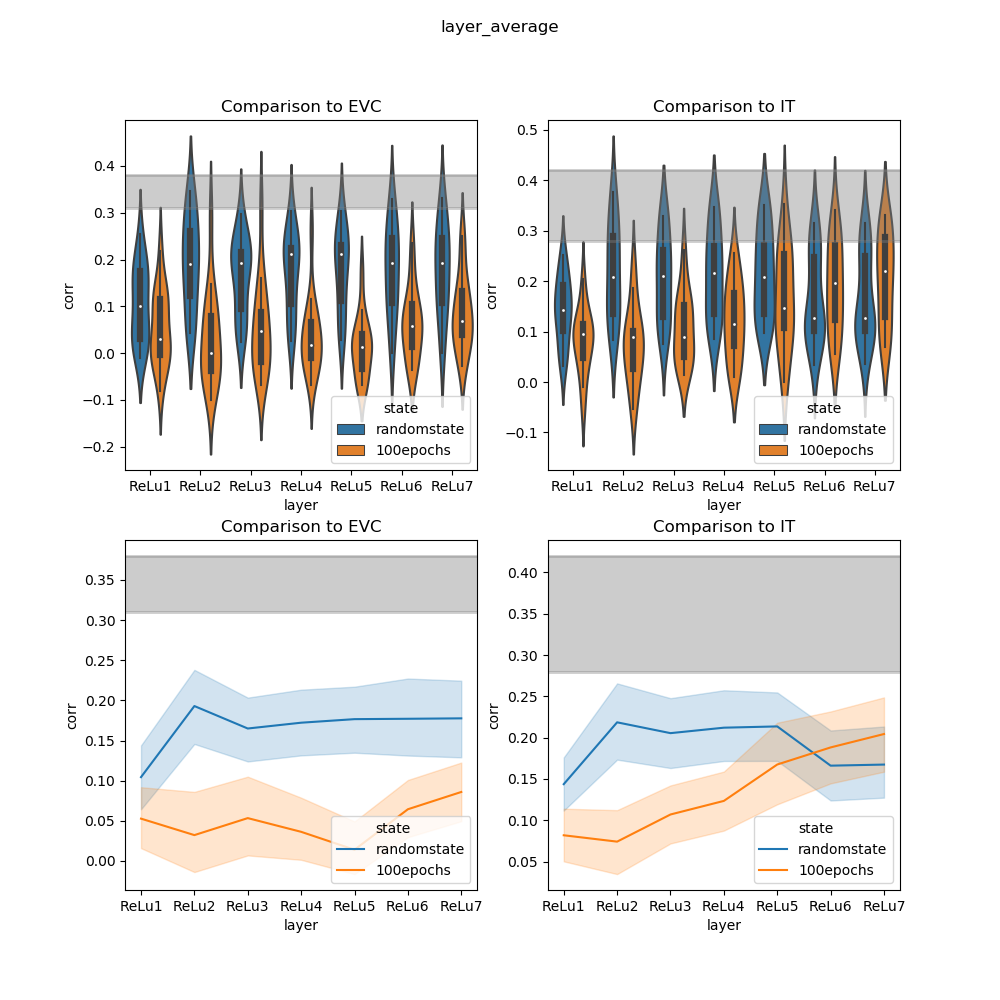 layer_average
Comparison to EVC
Comparison to IT
corr
0.4
0.3
0.2
0.1
0.0
−0.1
−0.2
state
randomstate
100epochs
ReLu1 ReLu2 ReLu3 ReLu4 ReLu5 ReLu6 ReLu7
layer
corr
0.5
0.4
0.3
0.2
0.1
0.0
−0.1
state
randomstate
100epochs
ReLu1 ReLu2 ReLu3 ReLu4 ReLu5 ReLu6 ReLu7
layer
Comparison to EVC
Comparison to IT
corr
0.35
0.30
0.25
0.20
0.15
0.10
0.05
0.00
state
randomstate
100epochs
ReLu1 ReLu2 ReLu3 ReLu4 ReLu5 ReLu6 ReLu7
layer
corr
0.40
0.35
0.30
0.25
0.20
0.15
0.10
0.05
state
randomstate
100epochs
ReLu1 ReLu2 ReLu3 ReLu4 ReLu5 ReLu6 ReLu7
layer